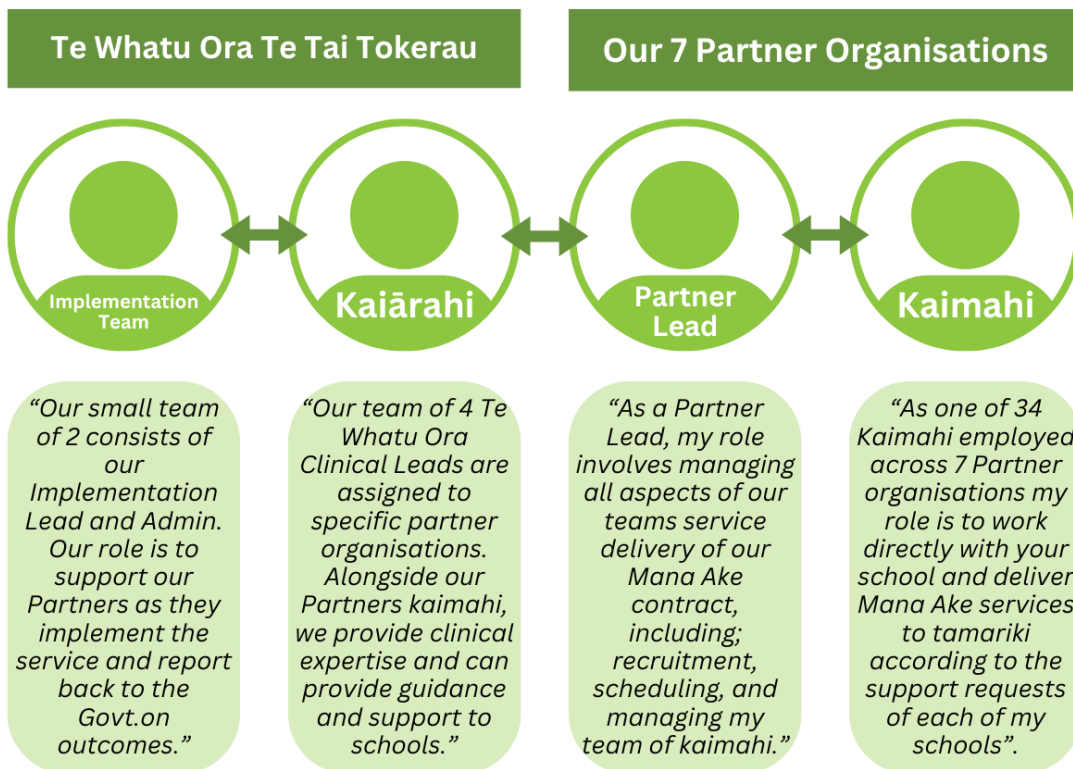 Te Whatu Ora Te Tai Tokerau
Our 7 Partner Organisations
Implementation
Team
Kaiārahi
Partner
Lead
Kaimahi
“Our small team
of 2 consists of
our
Implementation
Lead and Admin.
Our role is to
support our
Partners as they
implement the
service and report
back to the
Govt.on
outcomes.”
“Our team of 4 Te
Whatu Ora
Clinical Leads are
assigned to
specific partner
organisations.
Alongside our
Partners kaimahi,
we provide clinical
expertise and can
provide guidance
and support to
schools.”
“As a Partner
Lead, my role
involves managing
all aspects of our
teams service
delivery of our
Mana Ake
contract,
including;
recruitment,
scheduling, and
managing my
team of kaimahi.”
“As one of 34
Kaimahi employed
across 7 Partner
organisations my
role is to work
directly with your
school and deliver
Mana Ake services
to tamariki
according to the
support requests
of each of my
schools”.